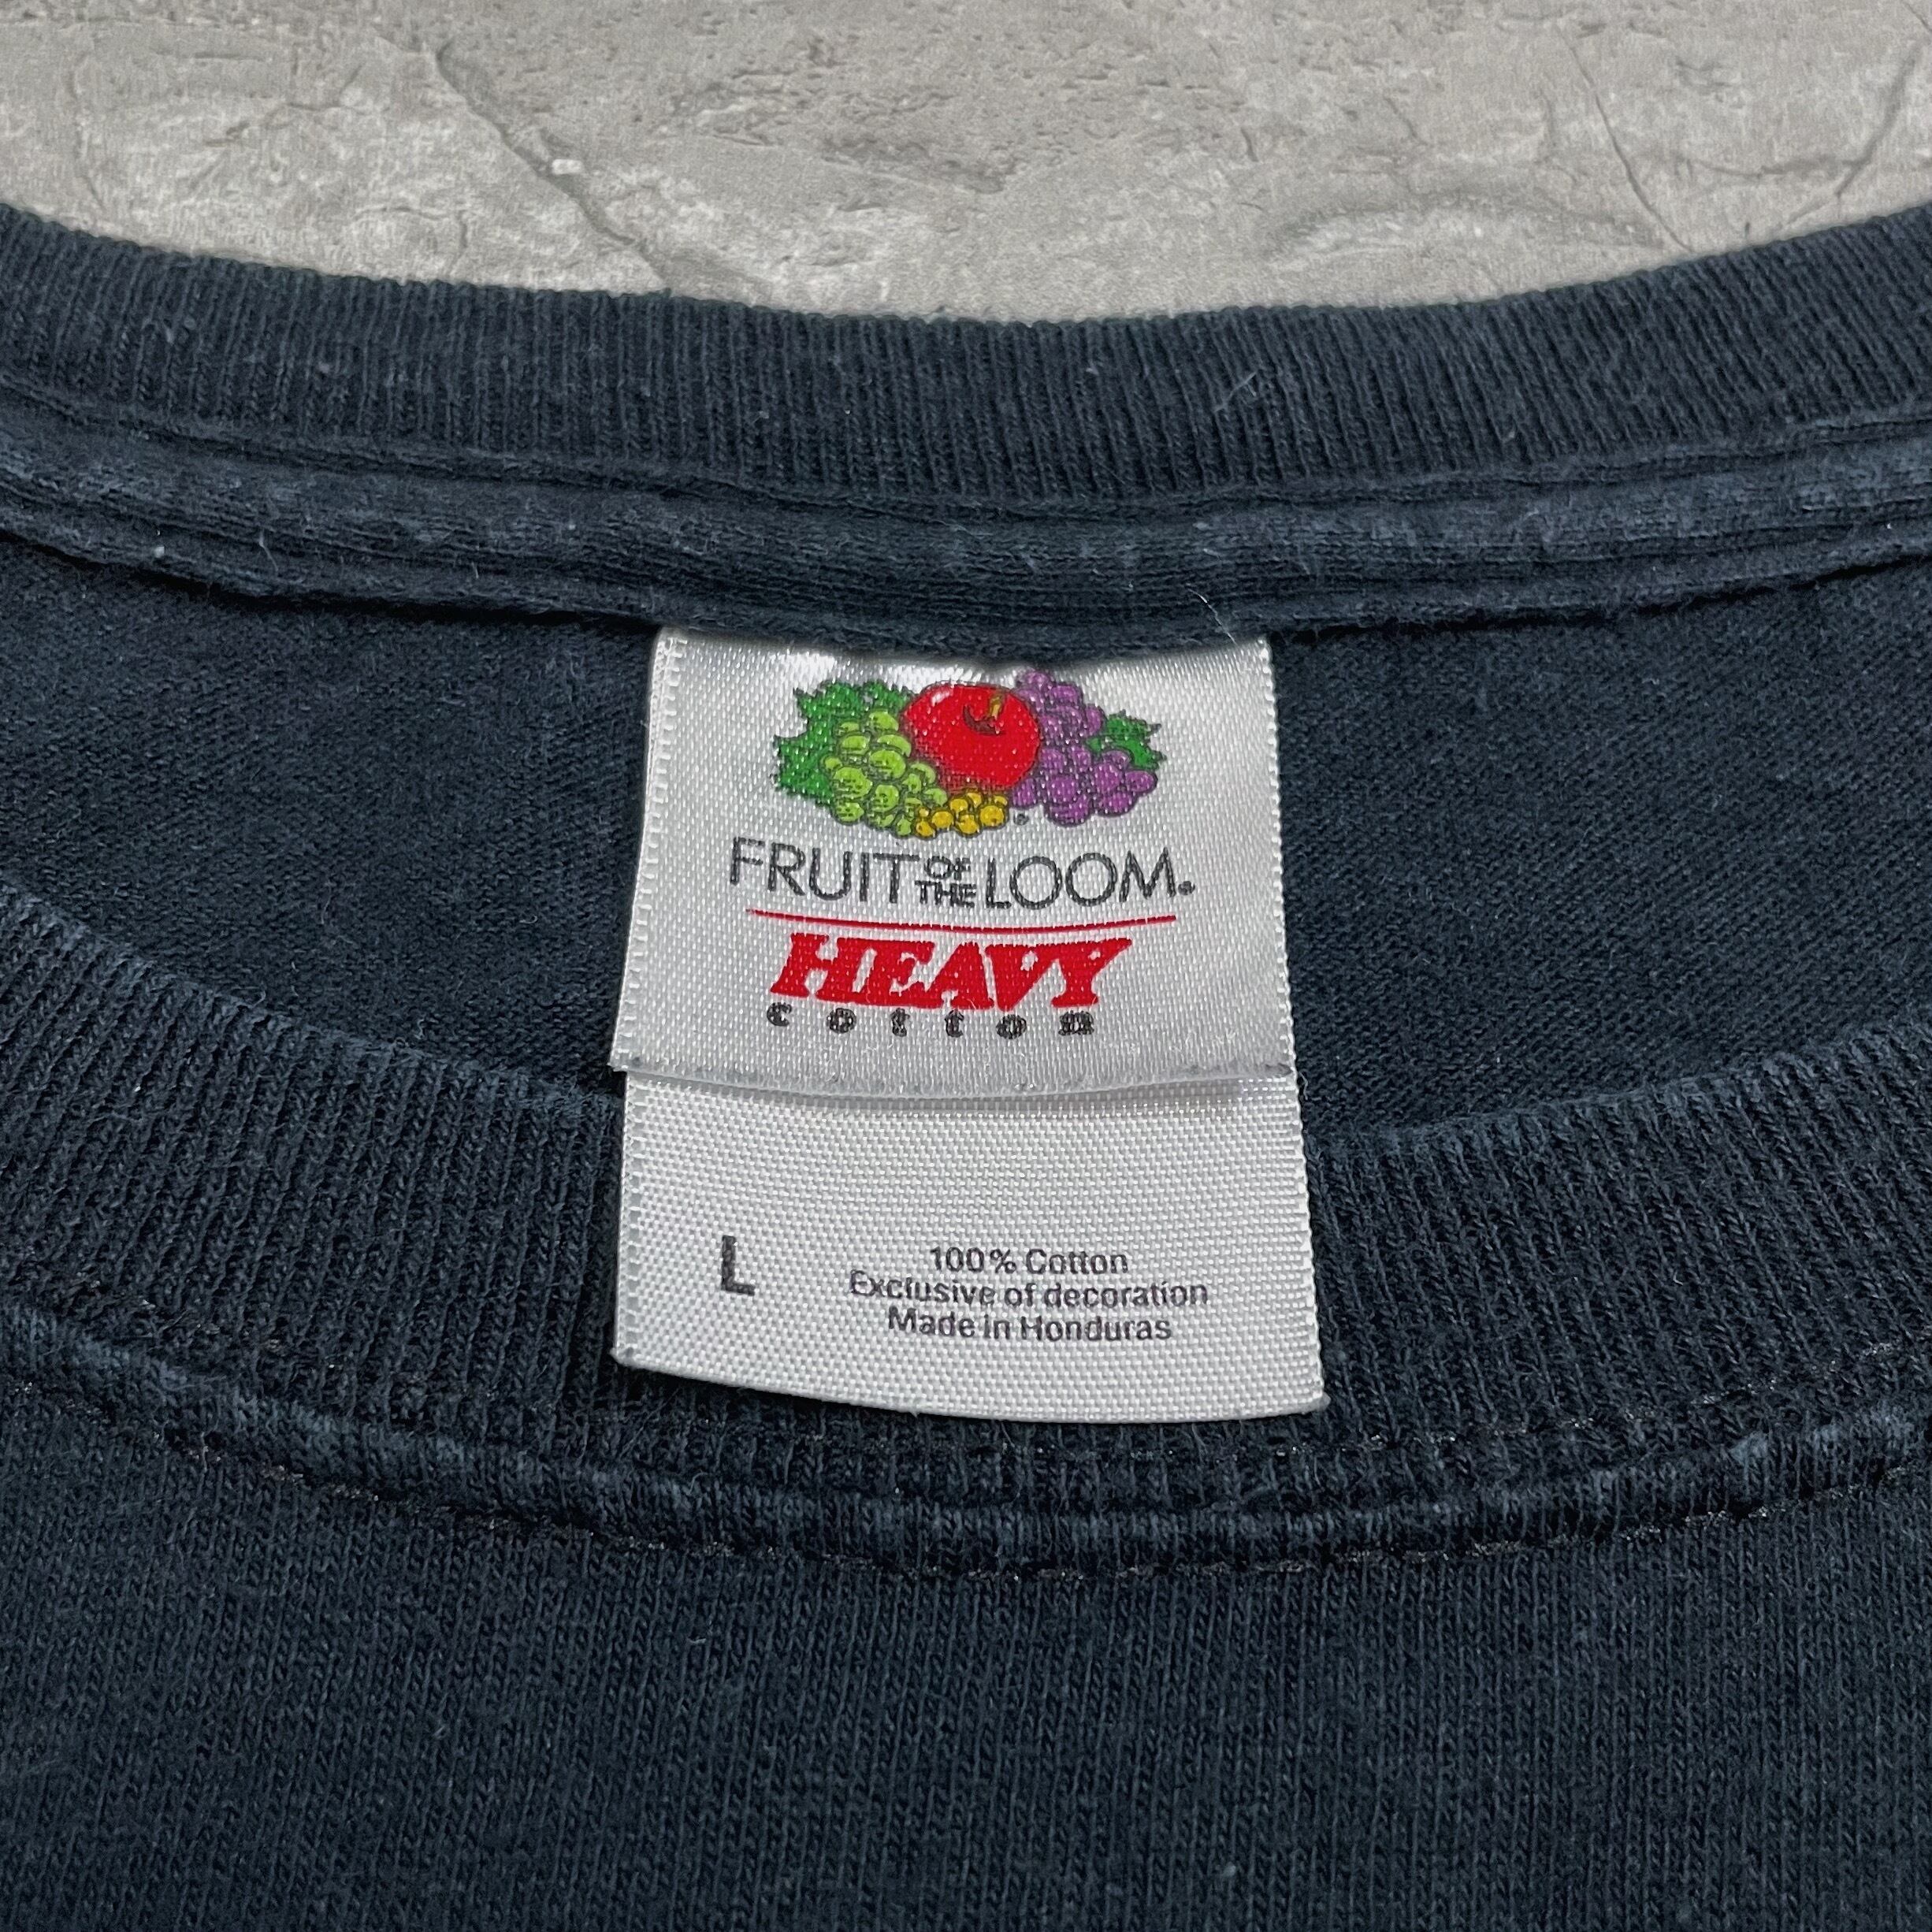 FRUIT OF THE LOOM.
HEAVY
cotton
L
100% Cotton
Exclusive of decoration
Made in Honduras